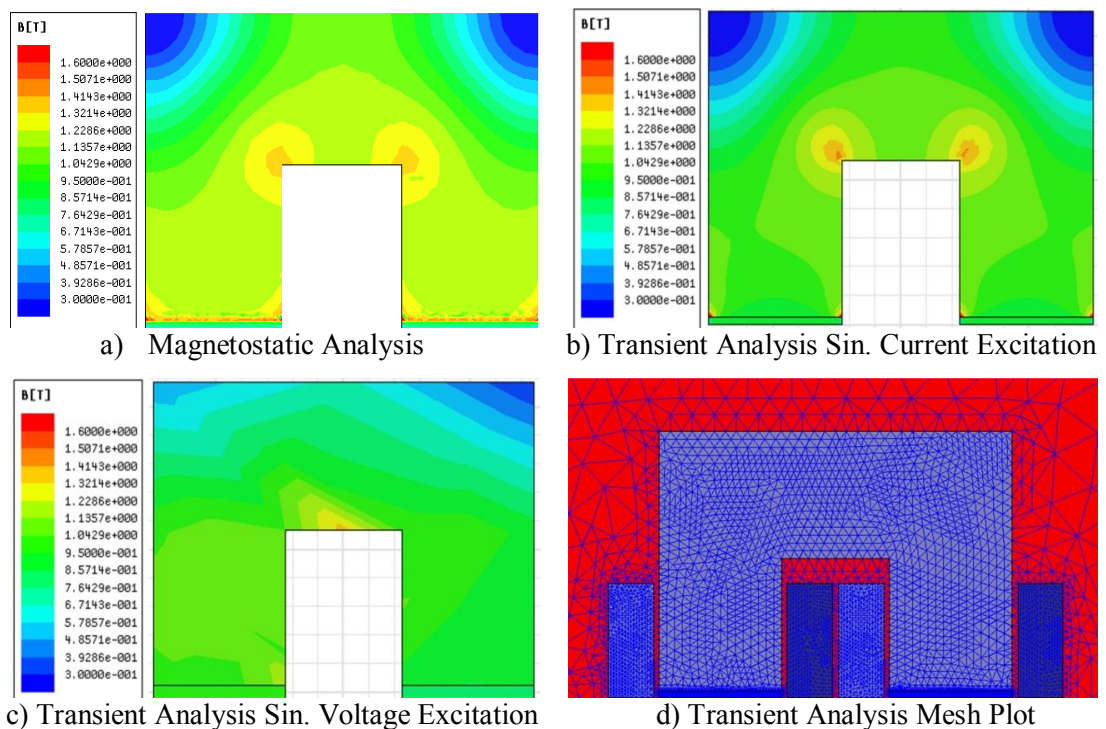 B[T]
1.6000e+000
1.5071e+000
1.4143e+000
1.3214e+000
1.2286e+000
1.1357e+000
1.0429e+000
9.5000e-001
8.5714e-001
7.6429e-001
6.7143e-001
5.7857e-001
4.8571e-001
3.9286e-001
3.0000e-001
a) Magnetostatic Analysis
B[T]
1.6000e+000
1.5071e+000
1.4143e+000
1.3214e+000
1.2286e+000
1.1357e+000
1.0429e+000
9.5000e-001
8.5714e-001
7.6429e-001
6.7143e-001
5.7857e-001
4.8571e-001
3.9286e-001
3.0000e-001
b) Transient Analysis Sin. Current Excitation
B[T]
1.6000e+000
1.5071e+000
1.4143e+000
1.3214e+000
1.2286e+000
1.1357e+000
1.0429e+000
9.5000e-001
8.5714e-001
7.6429e-001
6.7143e-001
5.7857e-001
4.8571e-001
3.9286e-001
3.0000e-001
c) Transient Analysis Sin. Voltage Excitation
d) Transient Analysis Mesh Plot